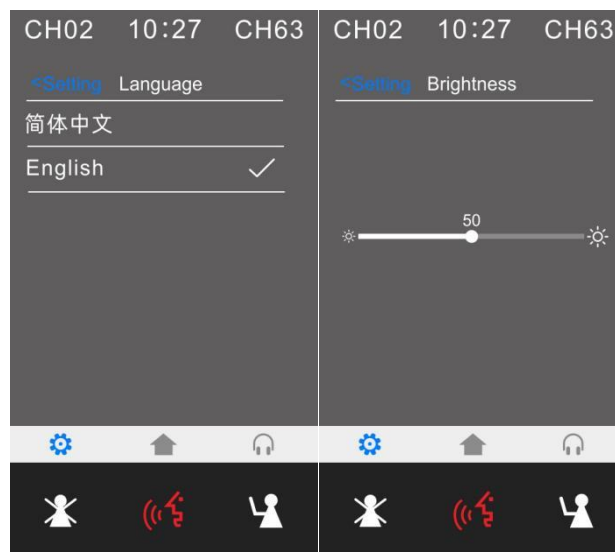 CH02 10:27 CH63
<Setting Language
简体中文
English
CH02 10:27 CH63
<Setting Brightness
50